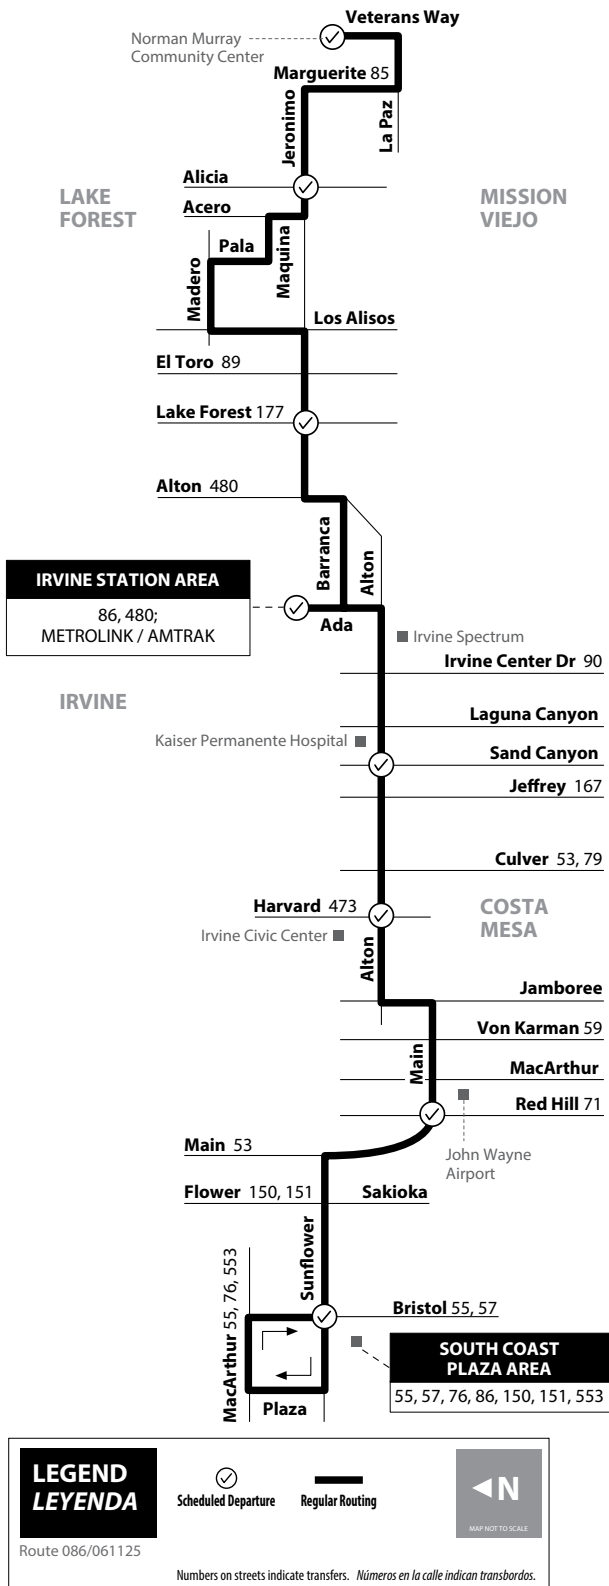 Veterans Way
Norman Murray
Community Center
Marguerite 85
Jeronimo
La Paz
Alicia
LAKE
FOREST
MISSION
VIEJO
Acero
Pala
Maquina
Madero
Los Alisos
El Toro 89
Lake Forest 177
Alton 480
Barranca
Alton
IRVINE STATION AREA
86, 480;
METROLINK / AMTRAK
Ada
Irvine Spectrum
Irvine Center Dr 90
IRVINE
Laguna Canyon
Kaiser Permanente Hospital
Sand Canyon
Jeffrey 167
Culver 53, 79
Harvard 473
COSTA
MESA
Irvine Civic Center
Alton
Jamboree
Von Karman 59
Main
MacArthur
Red Hill 71
Main 53
John Wayne
Airport
Flower 150, 151
Sakioka
Sunflower
MacArthur 55, 76, 553
Bristol 55, 57
SOUTH COAST
PLAZA AREA
55, 57, 76, 86, 150, 151, 553
Plaza
LEGEND
LEYENDA
Scheduled Departure
Regular Routing
N
MAP NOT TO SCALE
Route 086/061125
Numbers on streets indicate transfers. Números en la calle indican transbordos.